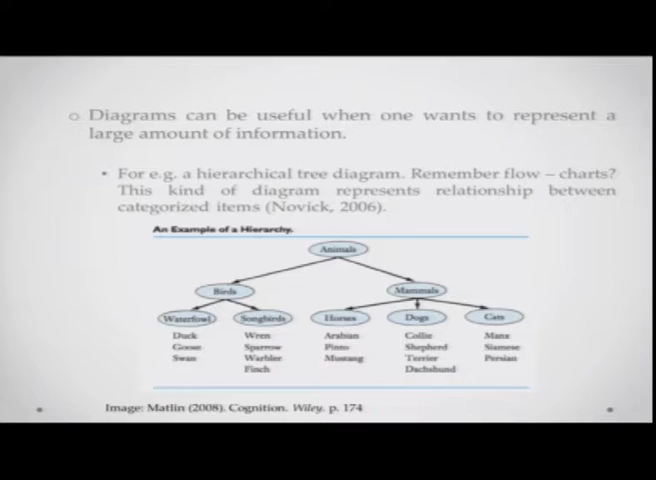 Diagrams can be useful when one wants to represent a
large amount of information.
For e.g. a hierarchical tree diagram. Remember flow – charts?
This kind of diagram represents relationship between
categorized items (Novick, 2006).
An Example of a Hierarchy.
Animals
Birds Mammals
Waterfowl Songbirds Horses Dogs Cats
Duck Wren Arabian Collie Manx
Goose Sparrow Pinto Shepherd Siamese
Swan Warbler Mustang Terrier Persian
Finch Dachshund
Image: Matlin (2008). Cognition. Wiley. p. 174